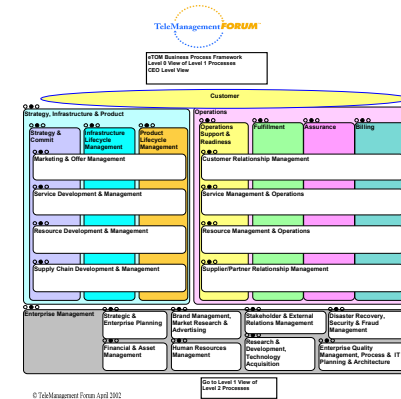 TeleManagement FORUM
eTOM Business Process Framework
Level 0 View of Level 1 Processes
CEO Level View
Customer
Strategy, Infrastructure & Product
Operations
Strategy &
Commit
Infrastructure
Lifecycle
Management
Product
Lifecycle
Management
Operations
Support &
Readiness
Fulfillment
Assurance
Billing
Marketing & Offer Management
Customer Relationship Management
Service Development & Management
Service Management & Operations
Resource Development & Management
Resource Management & Operations
Supply Chain Development & Management
Supplier/Partner Relationship Management
Enterprise Management
Strategic &
Enterprise Planning
Brand Management,
Market Research &
Advertising
Stakeholder & External
Relations Management
Disaster Recovery,
Security & Fraud
Management
Financial & Asset
Management
Human Resources
Management
Research &
Development,
Technology
Acquisition
Enterprise Quality
Management, Process & IT
Planning & Architecture
© TeleManagement Forum April 2002
Go to Level 1 View of
Level 2 Processes